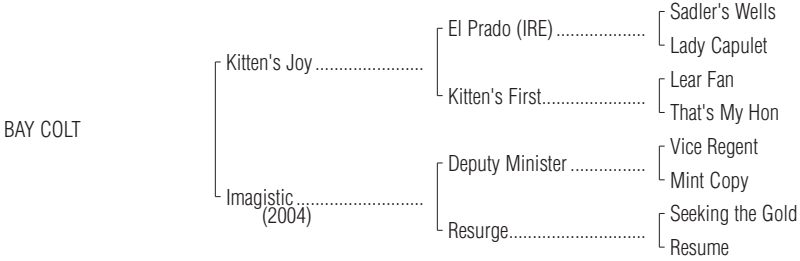 Sadler's Wells
El Prado (IRE) ...................
Lady Capulet
Kitten's Joy .......................
Lear Fan
Kitten's First......................
That's My Hon
BAY COLT
Vice Regent
Deputy Minister ................
Mint Copy
Imagistic ...........................
(2004)
Seeking the Gold
Resurge.............................
Resume